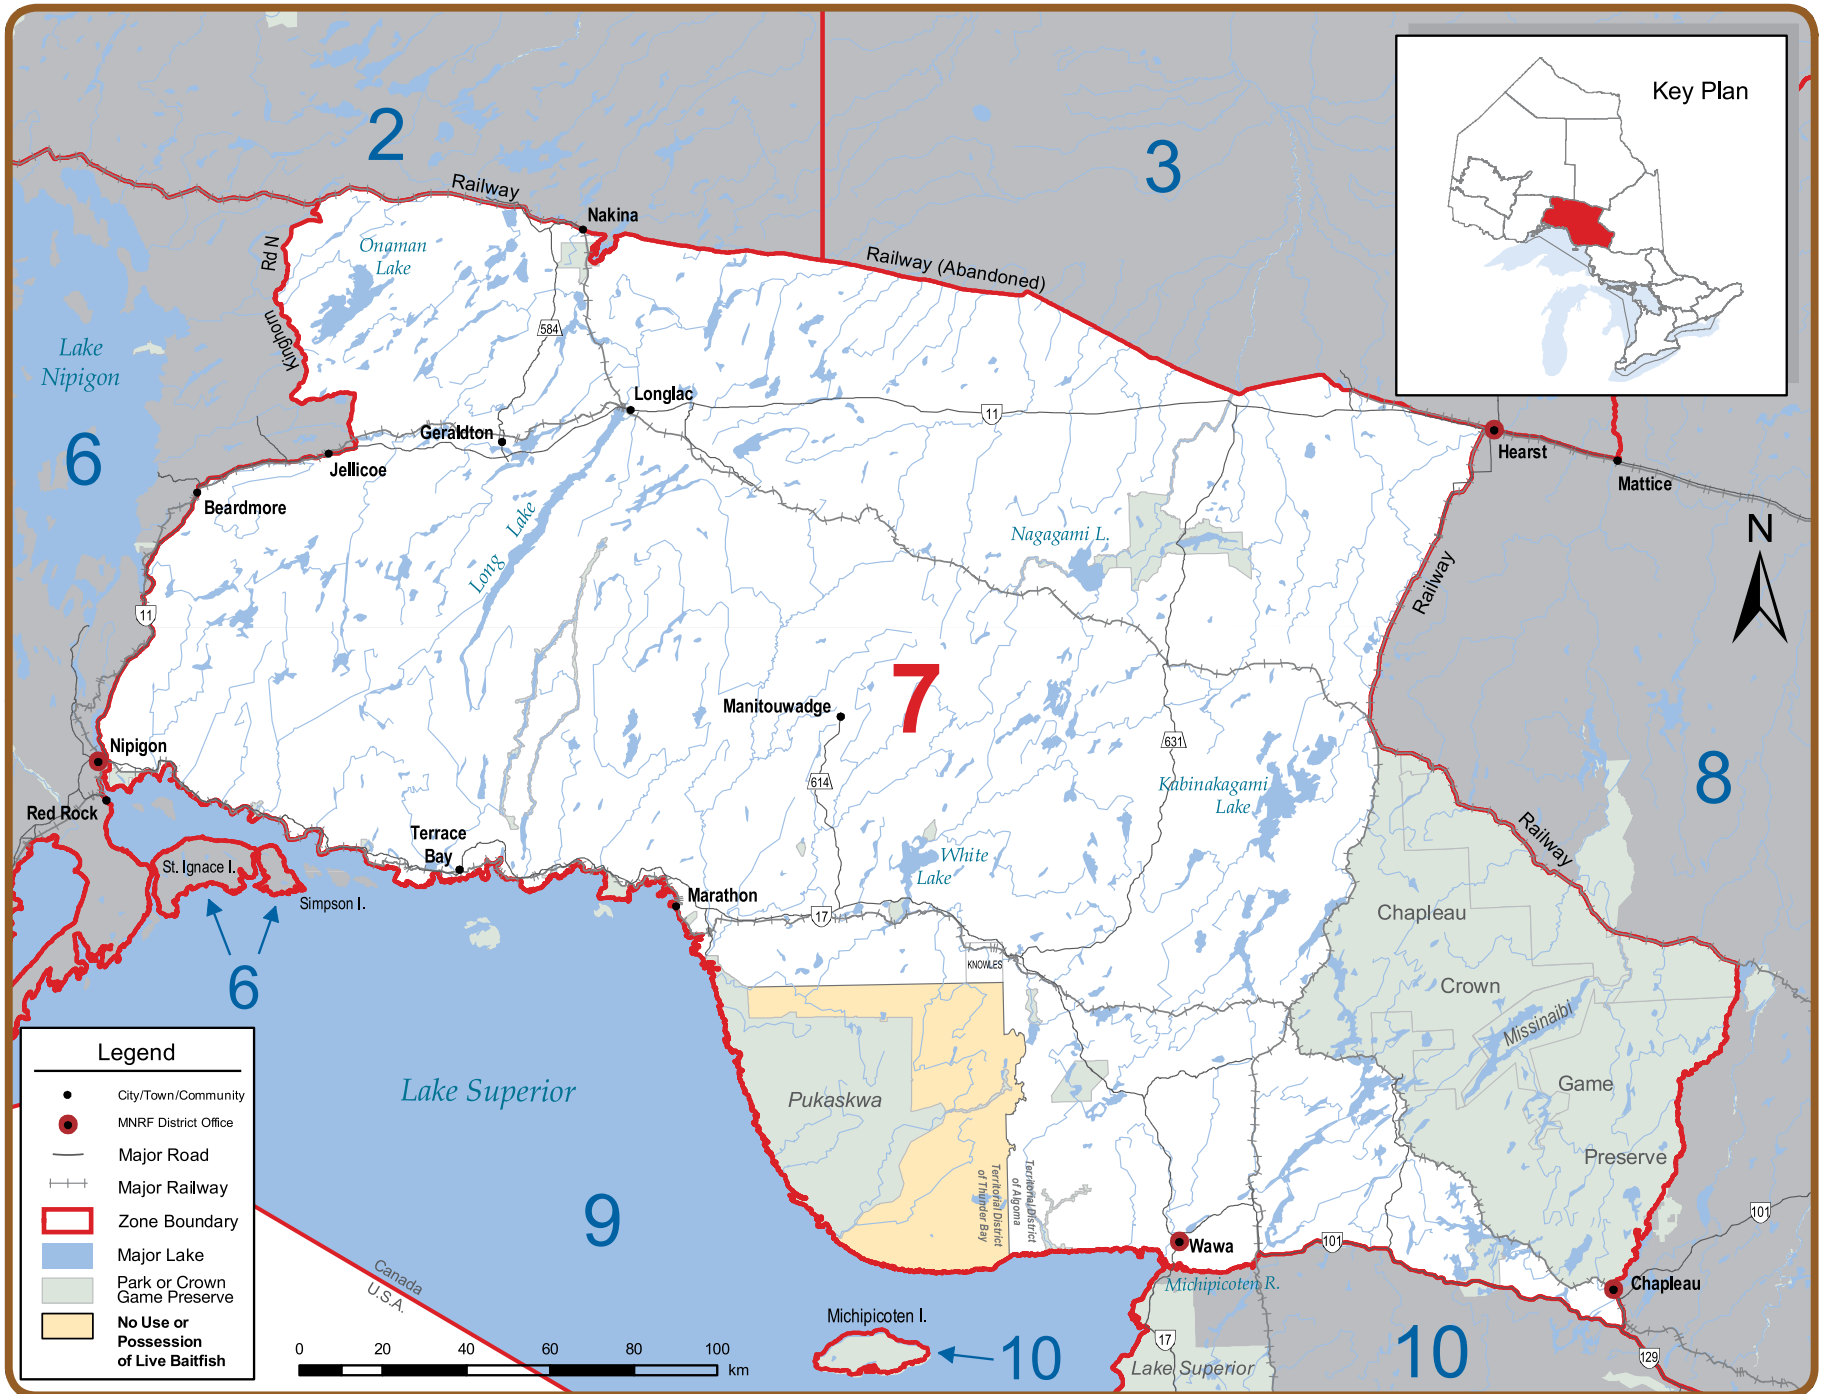 Key Plan
2
3
Railway
Nakina
Rd N
Kinghorn
Onaman
Lake
Railway (Abandoned)
584
Lake
Nipigon
6
Longlac
11
Geraldton
Jellicoe
Beardmore
Hearst
Mattice
N
Long Lake
Nagagami L.
Railway
11
7
Manitouwadge
614
631
Kabinakagami
Lake
8
Nipigon
Red Rock
Terrace
Bay
St. Ignace I.
Simpson I.
6
White
Lake
Marathon
17
KNOWLES
Railway
Chapleau
Crown
Missinaibi
Game
Preserve
Pukaskwa
Lake Superior
Territorial District
of Thunder Bay
Territorial District
of Algoma
9
Wawa
101
101
Michipicoten R.
Chapleau
Canada
U.S.A.
Michipicoten I.
10
10
17
Lake Superior
129
Legend
City/Town/Community
MNRF District Office
Major Road
Major Railway
Zone Boundary
Major Lake
Park or Crown
Game Preserve
No Use or
Possession
of Live Baitfish
0 20 40 60 80 100
km